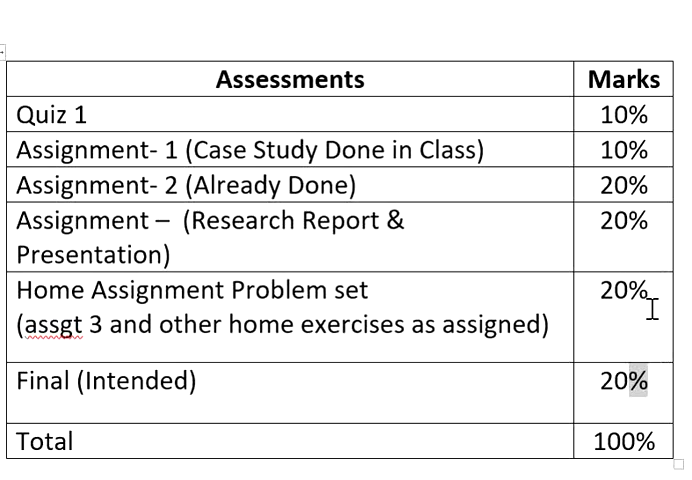 Assessments Marks
Quiz 1 10%
Assignment- 1 (Case Study Done in Class) 10%
Assignment- 2 (Already Done) 20%
Assignment –  (Research Report & 20%
Presentation)
Home Assignment Problem set 20%
(assgt 3 and other home exercises as assigned)
Final (Intended) 20%
Total 100%